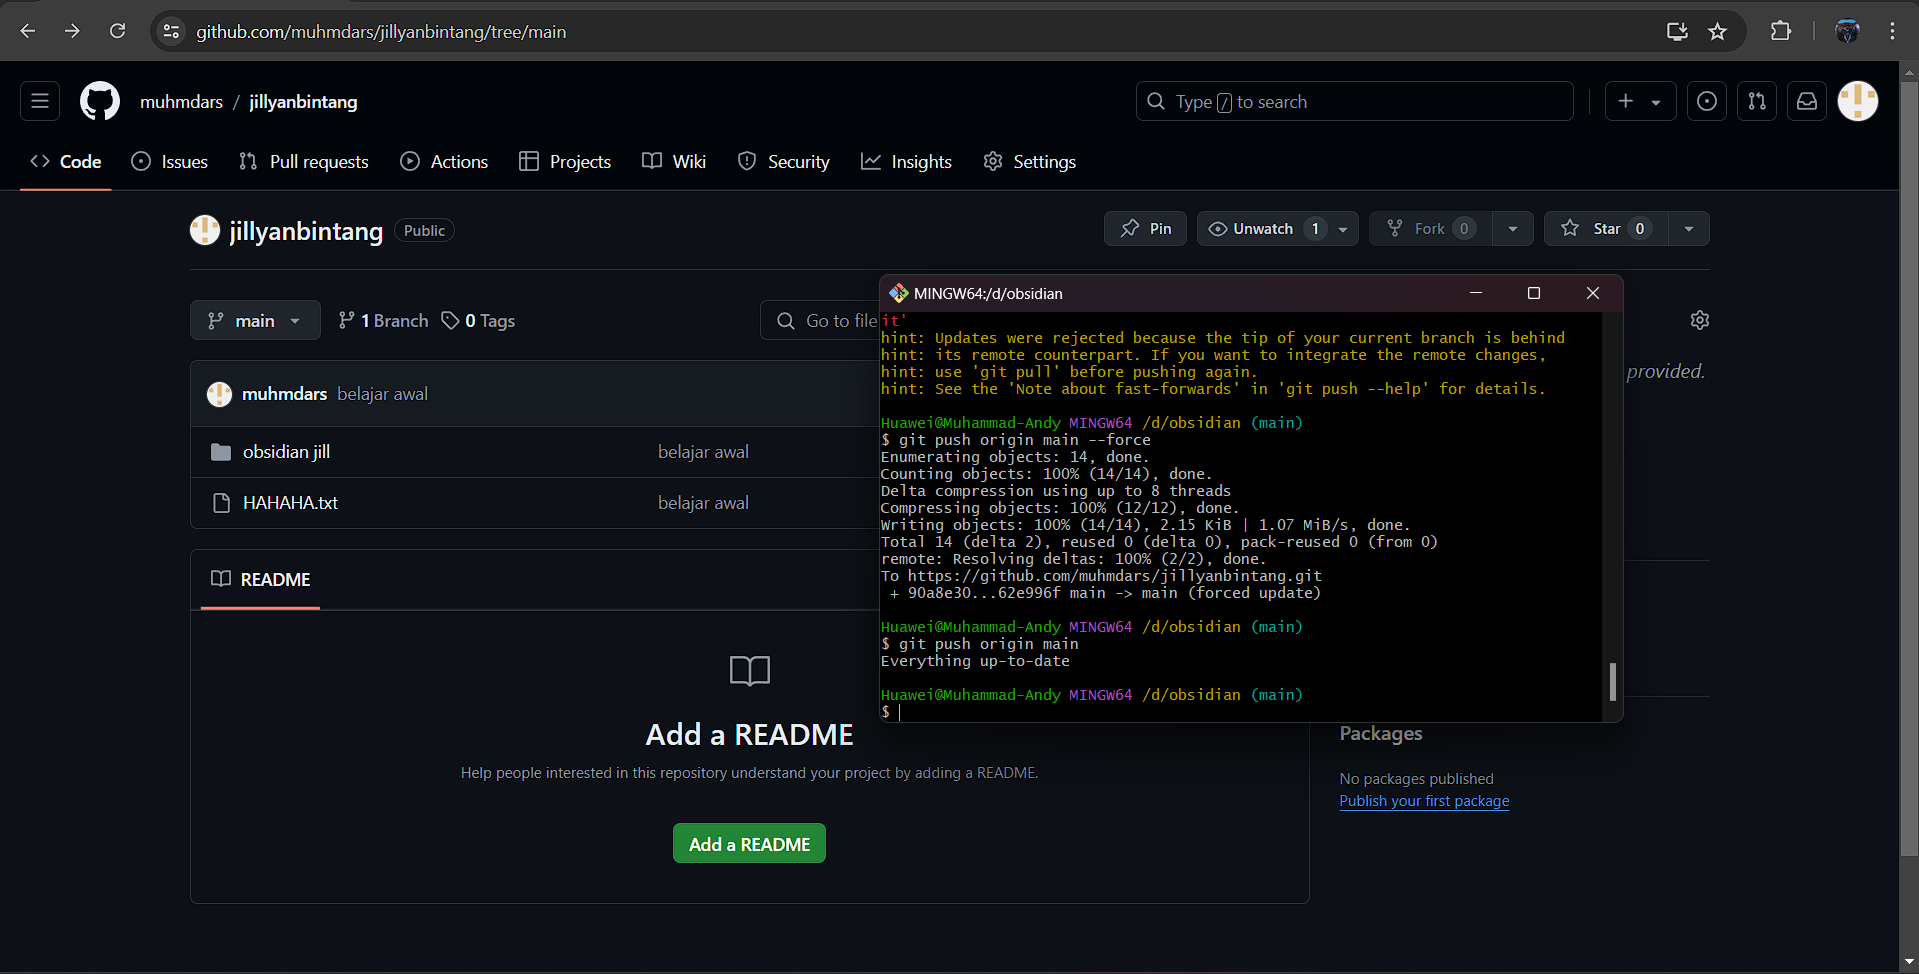 github.com/muhmdars/jillyanbintang/tree/main
muhmdars / jillyanbintang
Type / to search
Code
Issues
Pull requests
Actions
Projects
Wiki
Security
Insights
Settings
jillyanbintang
Public
Pin
Unwatch 1
Fork 0
Star 0
main
1 Branch
0 Tags
Go to file
muhmdars belajar awal
obsidian jill belajar awal
HAHAHA.txt belajar awal
README
Add a README
Help people interested in this repository understand your project by adding a README.
Add a README
provided.
Packages
No packages published
Publish your first package
MINGW64:/d/obsidian
it'
hint: Updates were rejected because the tip of your current branch is behind
hint: its remote counterpart. If you want to integrate the remote changes,
hint: use 'git pull' before pushing again.
hint: See the 'Note about fast-forwards' in 'git push --help' for details.
Huawei@Muhammad-Andy MINGW64 /d/obsidian (main)
$ git push origin main --force
Enumerating objects: 14, done.
Counting objects: 100% (14/14), done.
Delta compression using up to 8 threads
Compressing objects: 100% (12/12), done.
Writing objects: 100% (14/14), 2.15 KiB | 1.07 MiB/s, done.
Total 14 (delta 2), reused 0 (delta 0), pack-reused 0 (from 0)
remote: Resolving deltas: 100% (2/2), done.
To https://github.com/muhmdars/jillyanbintang.git
 + 90a8e30...62e996f main -> main (forced update)
Huawei@Muhammad-Andy MINGW64 /d/obsidian (main)
$ git push origin main
Everything up-to-date
Huawei@Muhammad-Andy MINGW64 /d/obsidian (main)
$